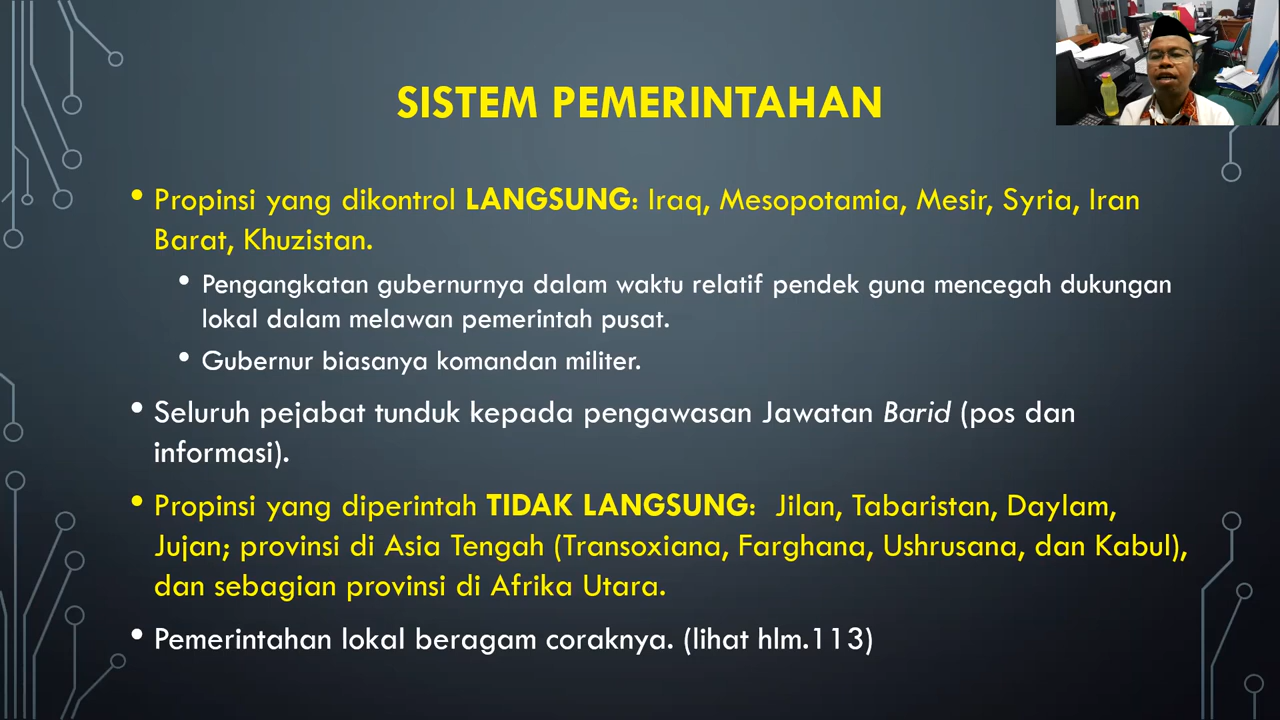 SISTEM PEMERINTAHAN
• Propinsi yang dikontrol LANGSUNG: Iraq, Mesopotamia, Mesir, Syria, Iran
Barat, Khuzistan.
• Pengangkatan gubernurnya dalam waktu relatif pendek guna mencegah dukungan
lokal dalam melawan pemerintah pusat.
• Gubernur biasanya komandan militer.
• Seluruh pejabat tunduk kepada pengawasan Jawatan Barid (pos dan
informasi).
• Propinsi yang diperintah TIDAK LANGSUNG: Jilan, Tabaristan, Daylam,
Jujan; provinsi di Asia Tengah (Transoxiana, Farghana, Ushrusana, dan Kabul),
dan sebagian provinsi di Afrika Utara.
• Pemerintahan lokal beragam coraknya. (lihat hlm.113)